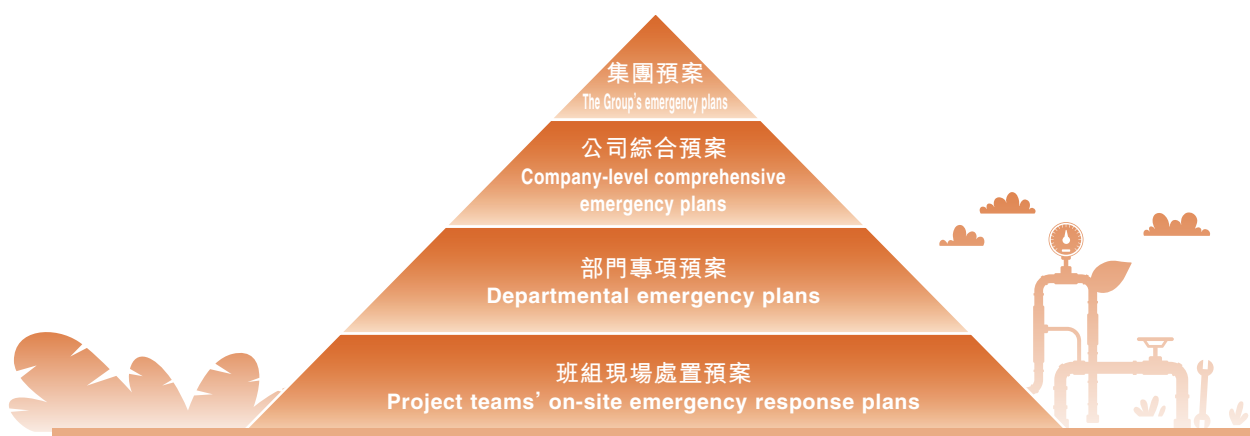 集團預案
The Group's emergency plans
公司綜合預案
Company-level comprehensive
emergency plans
部門專項預案
Departmental emergency plans
班組現場處置預案
Project teams' on-site emergency response plans